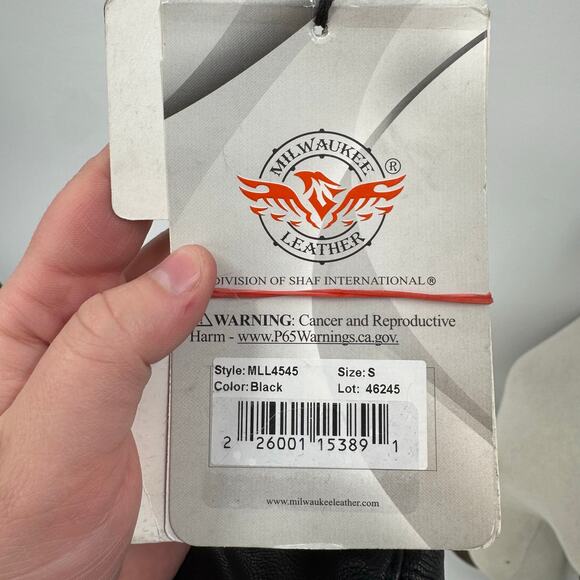 MILWAUKEE
LEATHER
®
DIVISION OF SHAF INTERNATIONAL®
⚠WARNING: Cancer and Reproductive
Harm - www.P65Warnings.ca.gov.
Style:MLL4545 Size:S
Color:Black Lot: 46245
2 26001 15389 1
www.milwaukeeleather.com